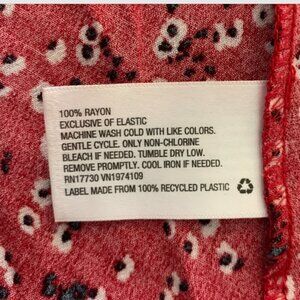 100% RAYON
EXCLUSIVE OF ELASTIC
MACHINE WASH COLD WITH LIKE COLORS.
GENTLE CYCLE. ONLY NON-CHLORINE
BLEACH IF NEEDED. TUMBLE DRY LOW.
REMOVE PROMPTLY. COOL IRON IF NEEDED.
RN17730 VN1974109
LABEL MADE FROM 100% RECYCLED PLASTIC